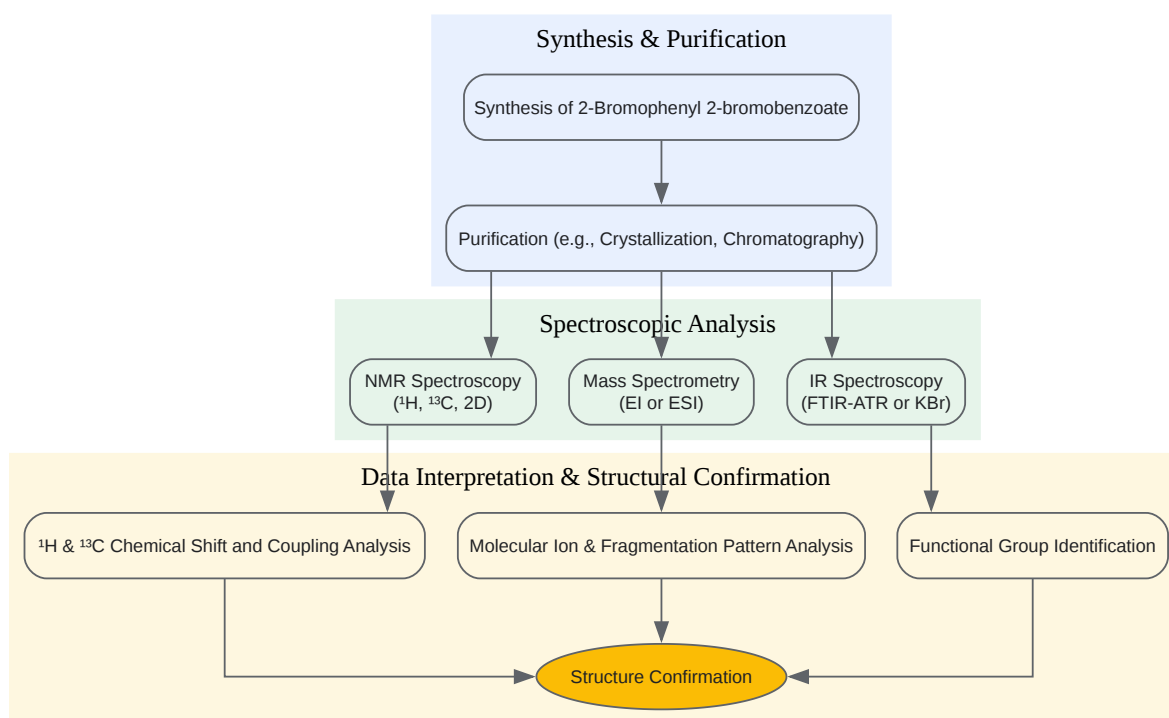 Synthesis & Purification
Synthesis of 2-Bromophenyl 2-bromobenzoate
Purification (e.g., Crystallization, Chromatography)
Spectroscopic Analysis
NMR Spectroscopy
(¹H, ¹³C, 2D)
Mass Spectrometry
(EI or ESI)
IR Spectroscopy
(FTIR-ATR or KBr)
Data Interpretation & Structural Confirmation
¹H & ¹³C Chemical Shift and Coupling Analysis
Molecular Ion & Fragmentation Pattern Analysis
Functional Group Identification
Structure Confirmation